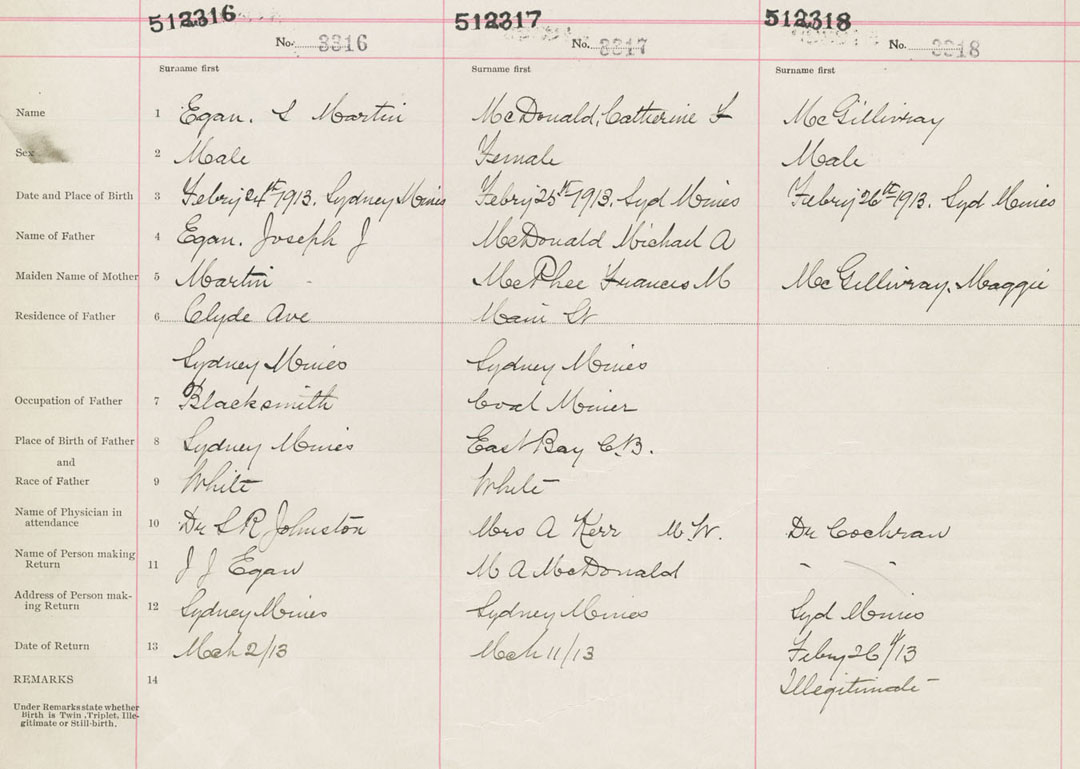 512316 512317 512318
No. 3316 No. 3317 No. 3318
Surname first Surname first Surname first
Name 1 Egan. S Martin McDonald, Catherine F McGillivray
Sex 2 Male Female Male
Date and Place of Birth 3 Febry 24th 1913. Sydney Mines Febry 25th 1913. Syd Mines Febry 26th 1913. Syd Mines
Name of Father 4 Egan. Joseph J McDonald Michael A
Maiden Name of Mother 5 Martin McPhee Francis M McGillivray. Maggie
Residence of Father 6 Clyde Ave Main St
Sydney Mines Sydney Mines
Occupation of Father 7 Blacksmith Coal Miner
Place of Birth of Father 8 Sydney Mines East Bay C.B.
and
Race of Father 9 White White
Name of Physician in
attendance 10 Dr L R Johnston Mrs A Kerr M.W. Dr Cochran
Name of Person making
Return 11 J J Egan M A McDonald " "
Address of Person mak-
ing Return 12 Sydney Mines Sydney Mines Syd Mines
Date of Return 13 Mch 2/13 Mch 11/13 Febry 26/13
REMARKS 14 Illegitimate
Under Remarks state whether
Birth is Twin, Triplet, Ille-
gitimate or Still-birth.